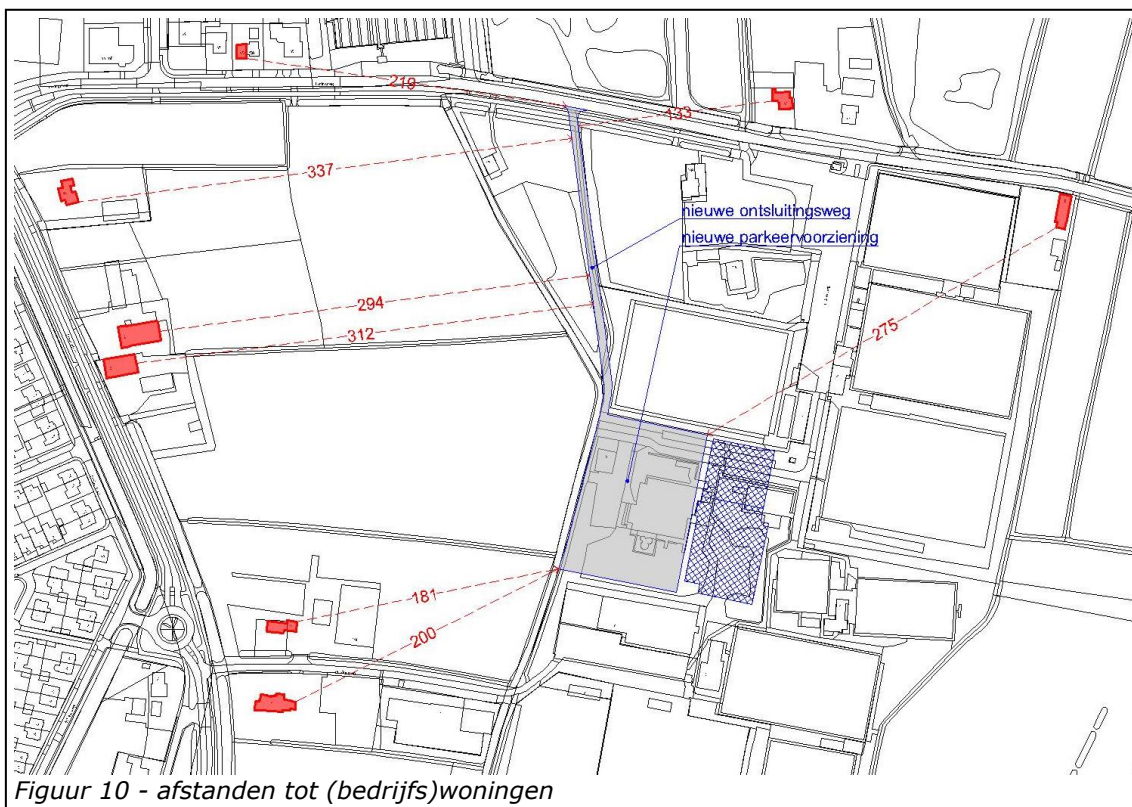 219
133
337
nieuwe ontsluitingsweg
nieuwe parkeervoorziening
294
312
275
181
200
Figuur 10 - afstanden tot (bedrijfs)woningen